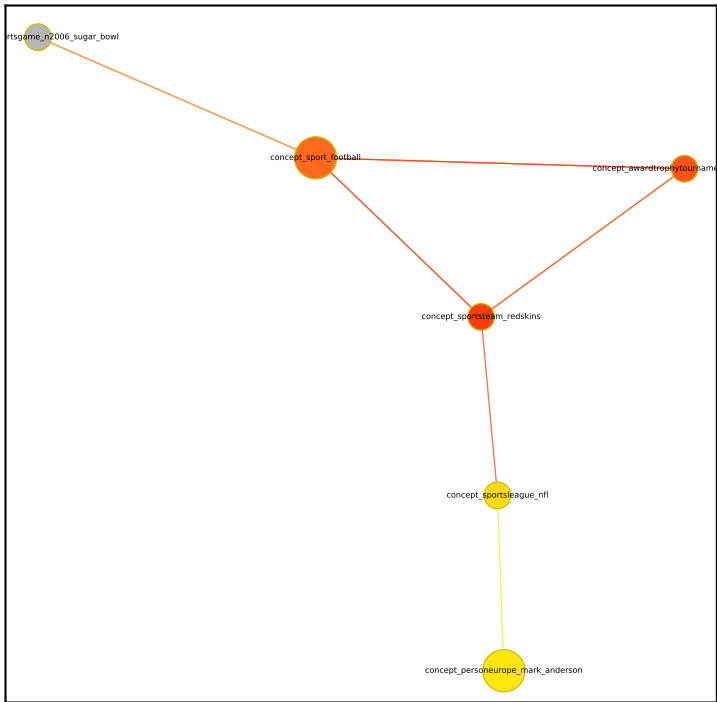 rtsgame_n2006_sugar_bowl
concept_sport_football
concept_awardtrophytourname
concept_sportsteam_redskins
concept_sportsleague_nfl
concept_personeurope_mark_anderson